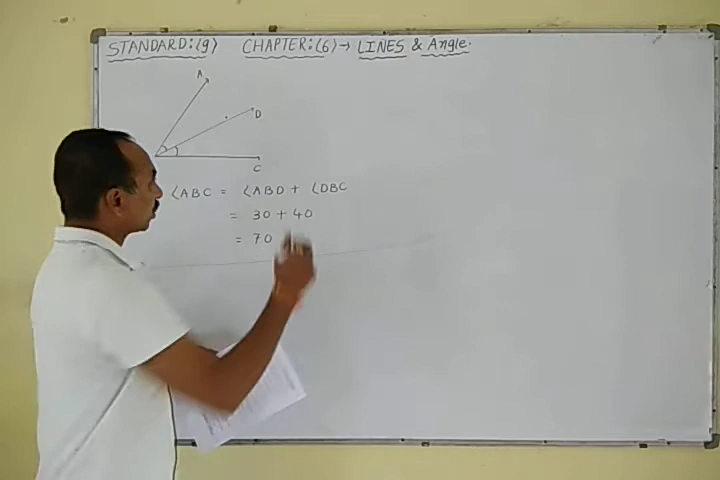 STANDARD:(9) CHAPTER:(6)→ LINES & Angle.
A
D
C
∠ABC = ∠ABD + ∠DBC
= 30 + 40
= 70